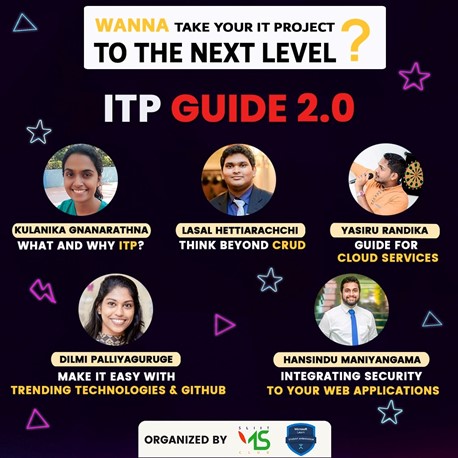 WANNA TAKE YOUR IT PROJECT
TO THE NEXT LEVEL ?
ITP GUIDE 2.0
KULANIKA GNANARATHNA
WHAT AND WHY ITP?
LASAL HETTIARACHCHI
THINK BEYOND CRUD
YASIRU RANDIKA
GUIDE FOR
CLOUD SERVICES
DILMI PALLIYAGURUGE
MAKE IT EASY WITH
TRENDING TECHNOLOGIES & GITHUB
HANSINDU MANIYANGAMA
INTEGRATING SECURITY
TO YOUR WEB APPLICATIONS
ORGANIZED BY